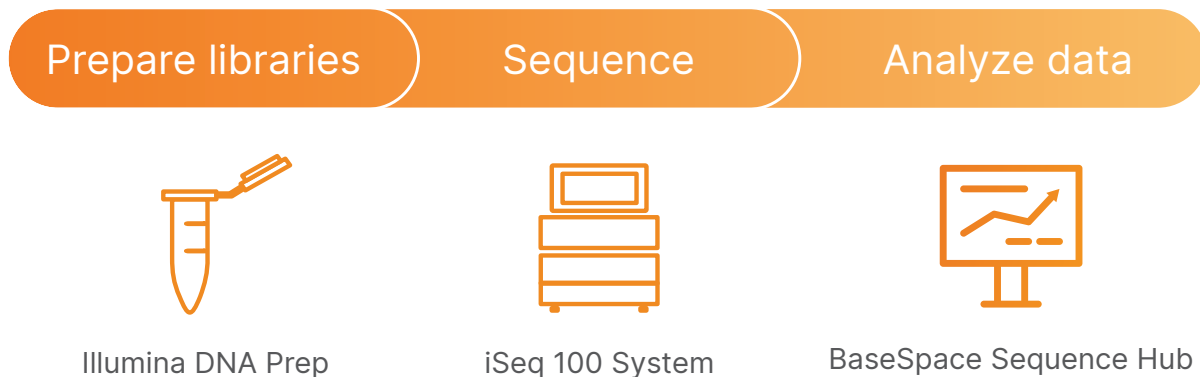 Prepare libraries
Sequence
Analyze data
Illumina DNA Prep
iSeq 100 System
BaseSpace Sequence Hub